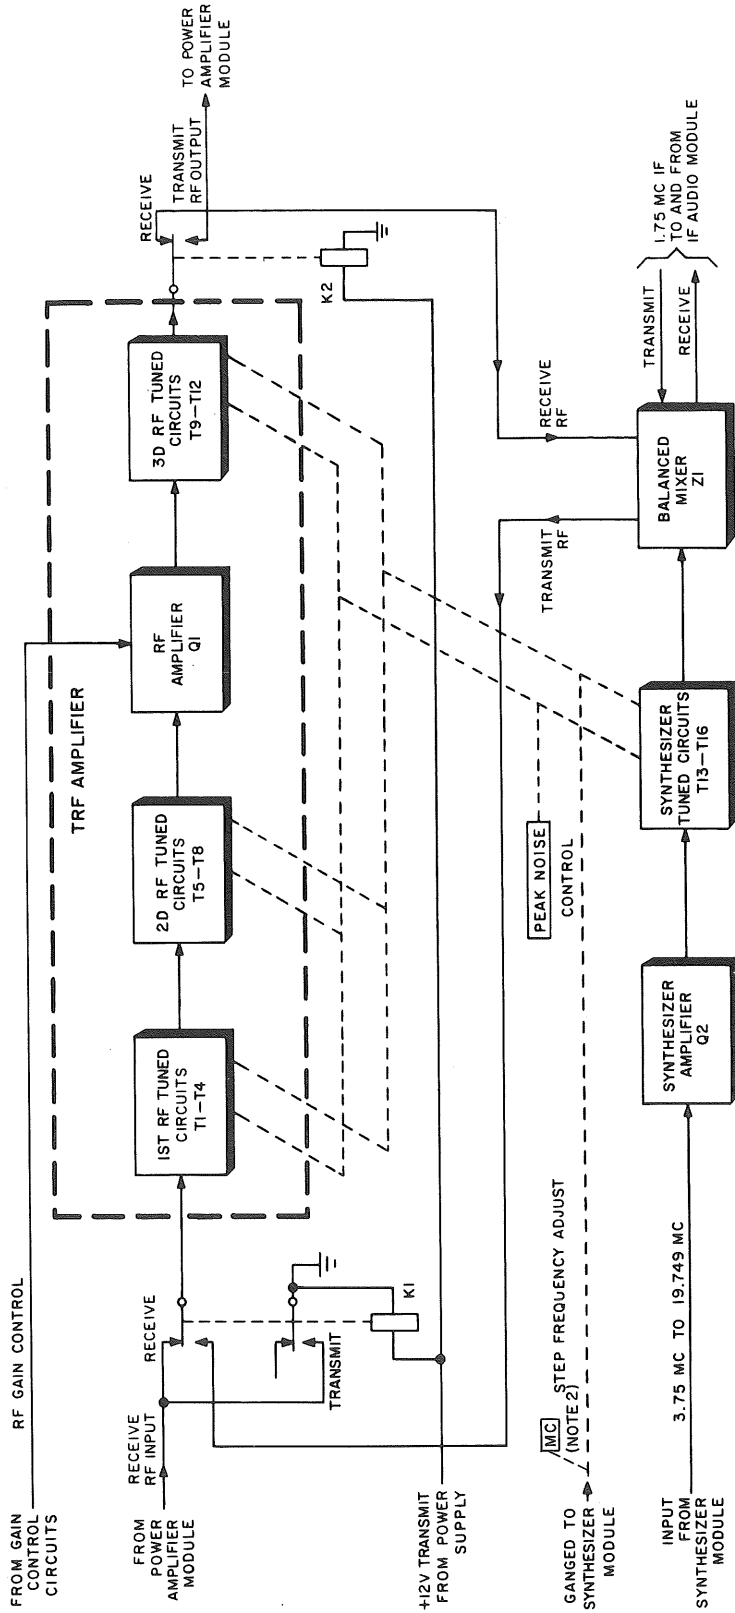 FROM GAIN
CONTROL
CIRCUITS
RF GAIN CONTROL
TRF AMPLIFIER
FROM
POWER
AMPLIFIER
MODULE
RECEIVE
RF INPUT
RECEIVE
TRANSMIT
K1
1ST RF TUNED
CIRCUITS
T1-T4
2D RF TUNED
CIRCUITS
T5-T8
RF
AMPLIFIER
Q1
3D RF TUNED
CIRCUITS
T9-T12
RECEIVE
TRANSMIT
RF OUTPUT
TO POWER
AMPLIFIER
MODULE
K2
+12V TRANSMIT
FROM POWER
SUPPLY
RECEIVE
RF
TRANSMIT
RF
PEAK NOISE
CONTROL
MC
(NOTE 2)
STEP FREQUENCY ADJUST
GANGED TO
SYNTHESIZER
MODULE
INPUT
FROM
SYNTHESIZER
MODULE
3.75 MC TO 19.749 MC
SYNTHESIZER
AMPLIFIER
Q2
SYNTHESIZER
TUNED CIRCUITS
T13-T16
BALANCED
MIXER
Z1
TRANSMIT
RECEIVE
1.75 MC IF
TO AND FROM
IF AUDIO MODULE